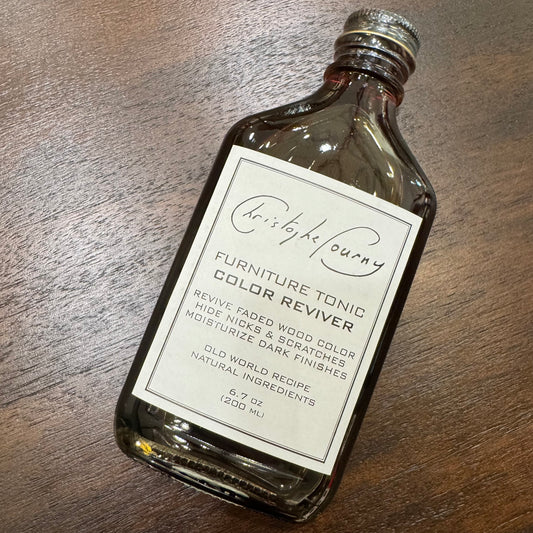 Christophe Pourny
FURNITURE TONIC
COLOR REVIVER
REVIVE FADED WOOD COLOR
HIDE NICKS & SCRATCHES
MOISTURIZE DARK FINISHES
OLD WORLD RECIPE
NATURAL INGREDIENTS
6.7 OZ
(200 ML)